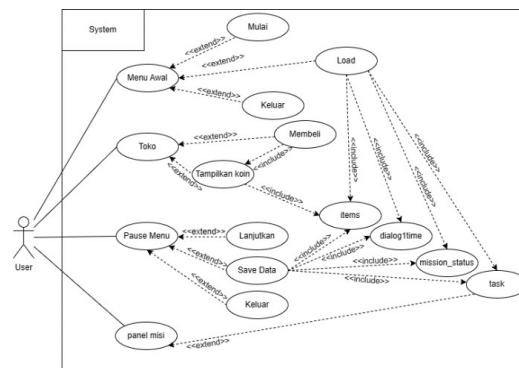 System
Mulai
<<extend>>
<<extend>>
Menu Awal
Load
<<extend>>
Keluar
Toko
<<extend>>
Membeli
<<include>>
<<extend>>
Tampilkan koin
<<include>>
<<include>>
<<include>>
<<include>>
<<include>>
items
User
Pause Menu
<<extend>>
Lanjutkan
<<extend>>
Save Data
<<include>>
<<include>>
<<include>>
<<include>>
dialog1time
mission_status
task
<<extend>>
Keluar
panel misi
<<extend>>